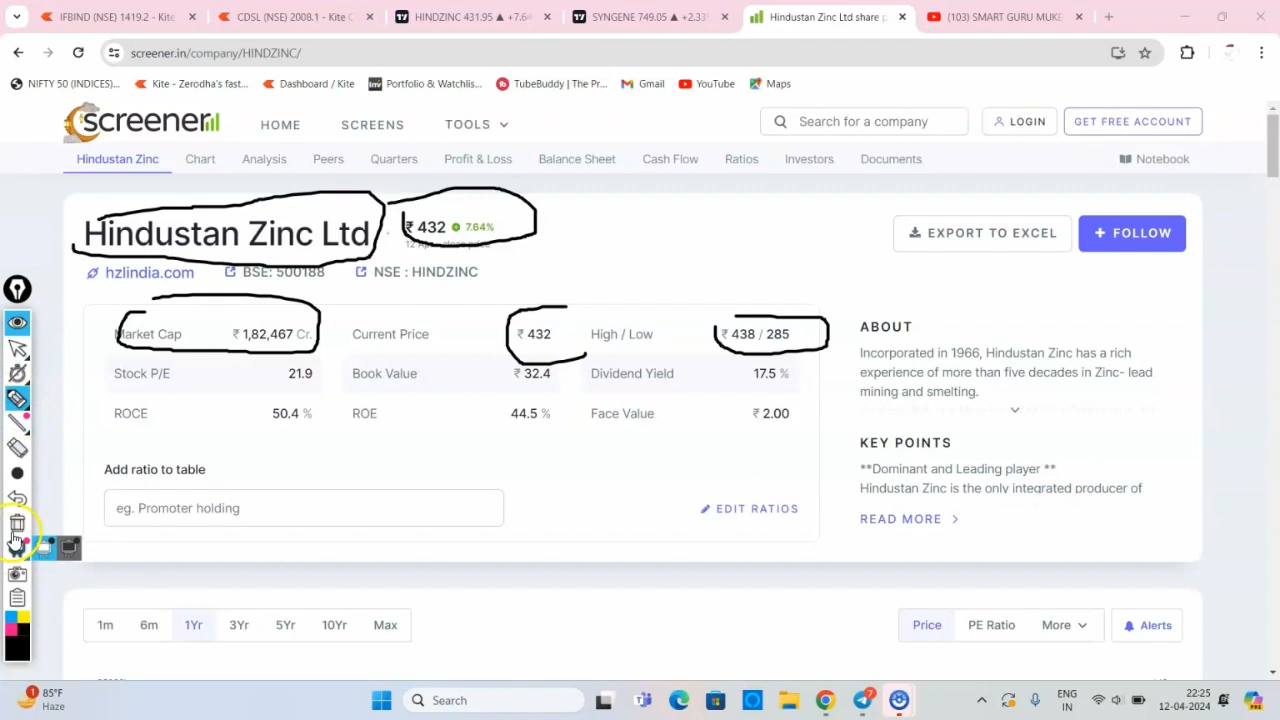 IFBIND (NSE) 1419.2 - Kite
CDSL (NSE) 2008.1 - Kite
HINDZINC 431.95 ▲ +7.64
SYNGENE 749.05 ▲ +2.33
Hindustan Zinc Ltd share p
(103) SMART GURU MUKE
screener.in/company/HINDZINC/
NIFTY 50 (INDICES)...
Kite - Zerodha's fast...
Dashboard / Kite
Portfolio & Watchlis...
TubeBuddy | The Pr...
Gmail
YouTube
Maps
screener
HOME
SCREENS
TOOLS
Search for a company
LOGIN
GET FREE ACCOUNT
Hindustan Zinc
Chart
Analysis
Peers
Quarters
Profit & Loss
Balance Sheet
Cash Flow
Ratios
Investors
Documents
Notebook
Hindustan Zinc Ltd
₹ 432 7.64%
12 Apr - close price
EXPORT TO EXCEL
+ FOLLOW
hzlindia.com
BSE: 500188
NSE : HINDZINC
Market Cap ₹ 1,82,467 Cr.
Current Price ₹ 432
High / Low ₹ 438 / 285
Stock P/E 21.9
Book Value ₹ 32.4
Dividend Yield 17.5 %
ROCE 50.4 %
ROE 44.5 %
Face Value ₹ 2.00
Add ratio to table
eg. Promoter holding
EDIT RATIOS
ABOUT
Incorporated in 1966, Hindustan Zinc has a rich
experience of more than five decades in Zinc- lead
mining and smelting.
KEY POINTS
**Dominant and Leading player **
Hindustan Zinc is the only integrated producer of
READ MORE
1m
6m
1Yr
3Yr
5Yr
10Yr
Max
Price
PE Ratio
More
Alerts
1
85°F
Haze
Search
7
ENG
IN
22:25
12-04-2024